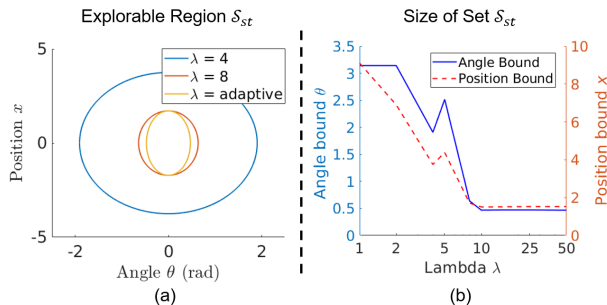 Explorable Region 𝒮st
Size of Set 𝒮st
5
0
-5
Position x
λ = 4
λ = 8
λ = adaptive
-2
0
2
Angle θ (rad)
(a)
3.5
3
2.5
2
1.5
1
0.5
0
Angle bound θ
Angle Bound
Position Bound
10
8
6
4
2
0
Position bound x
1
2
5
10
25
50
Lambda λ
(b)